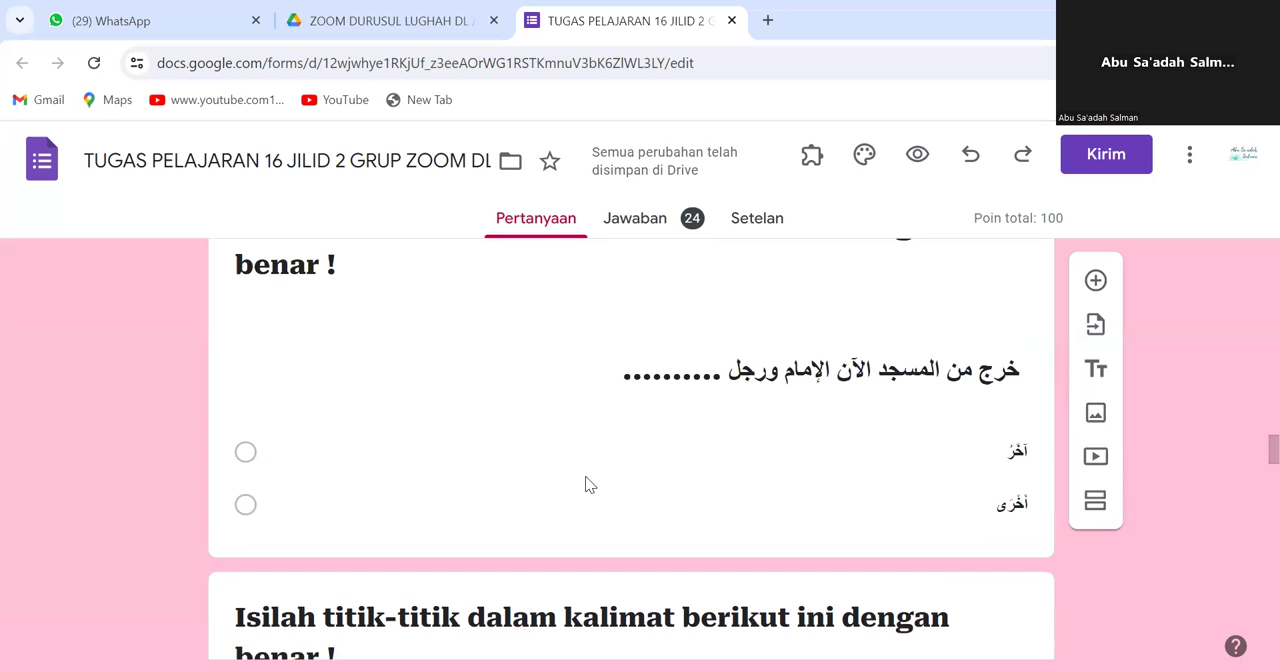 (29) WhatsApp
ZOOM DURUSUL LUGHAH DL
TUGAS PELAJARAN 16 JILID 2 G
docs.google.com/forms/d/12wjwhye1RKjUf_z3eeAOrWG1RSTKmnuV3bK6ZlWL3LY/edit
Gmail
Maps
www.youtube.com1...
YouTube
New Tab
Abu Sa'adah Salm...
Abu Sa'adah Salman
TUGAS PELAJARAN 16 JILID 2 GRUP ZOOM DL
Semua perubahan telah
disimpan di Drive
Kirim
Pertanyaan
Jawaban
24
Setelan
Poin total: 100
benar !
خرج من المسجد الآن الإمام ورجل ..........
آخَرُ
أُخْرَى
Isilah titik-titik dalam kalimat berikut ini dengan
benar !